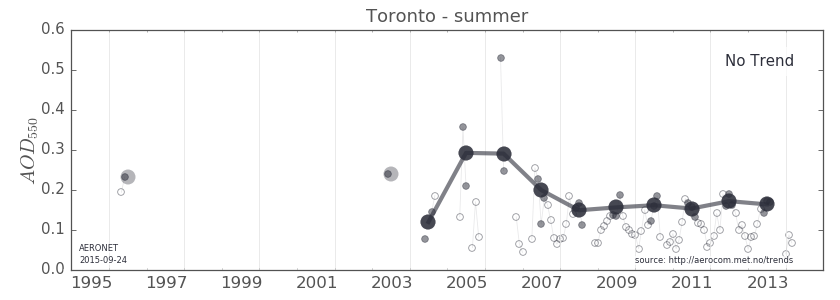 Toronto - summer
0.6
0.5
0.4
0.3
0.2
0.1
0.0
AOD550
No Trend
AERONET
2015-09-24
source: http://aerocom.met.no/trends
1995 1997 1999 2001 2003 2005 2007 2009 2011 2013